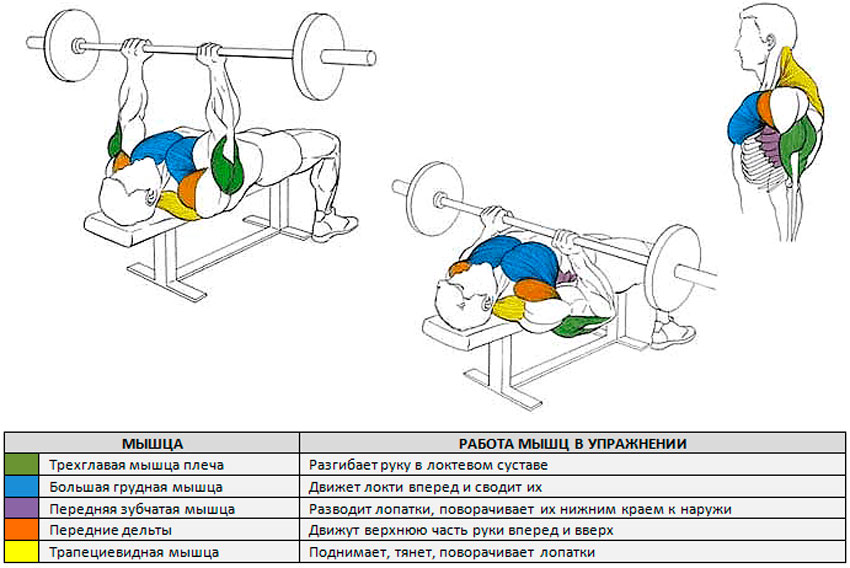 МЫШЦА РАБОТА МЫШЦ В УПРАЖНЕНИИ
Трехглавая мышца плеча Разгибает руку в локтевом суставе
Большая грудная мышца Движет локти вперед и сводит их
Передняя зубчатая мышца Разводит лопатки, поворачивает их нижним краем к наружи
Передние дельты Движут верхнюю часть руки вперед и вверх
Трапециевидная мышца Поднимает, тянет, поворачивает лопатки